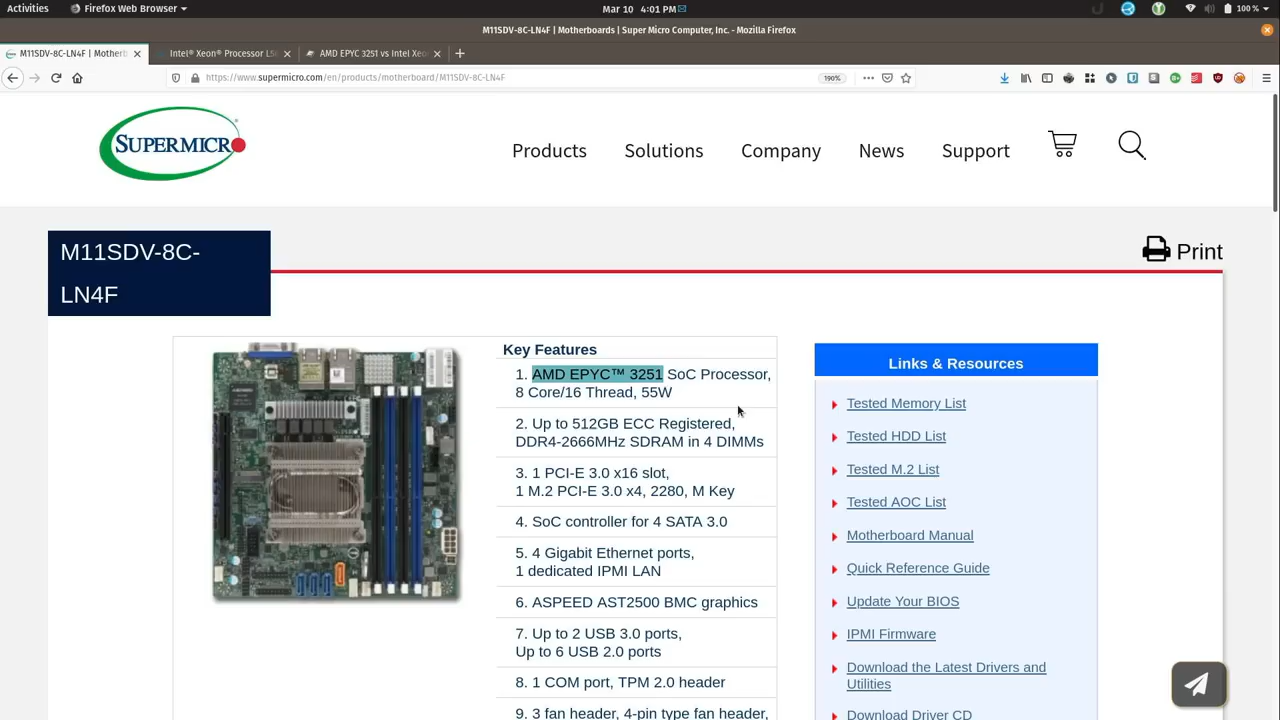 Activities
Firefox Web Browser
Mar 10 4:01 PM
100 %
M11SDV-8C-LN4F | Motherboards | Super Micro Computer, Inc. - Mozilla Firefox
M11SDV-8C-LN4F | Motherb
Intel® Xeon® Processor L5
AMD EPYC 3251 vs Intel Xeo
https://www.supermicro.com/en/products/motherboard/M11SDV-8C-LN4F
190%
SUPERMICRO
Products
Solutions
Company
News
Support
M11SDV-8C-
LN4F
Print
Key Features
1. AMD EPYC™ 3251 SoC Processor,
8 Core/16 Thread, 55W
2. Up to 512GB ECC Registered,
DDR4-2666MHz SDRAM in 4 DIMMs
3. 1 PCI-E 3.0 x16 slot,
1 M.2 PCI-E 3.0 x4, 2280, M Key
4. SoC controller for 4 SATA 3.0
5. 4 Gigabit Ethernet ports,
1 dedicated IPMI LAN
6. ASPEED AST2500 BMC graphics
7. Up to 2 USB 3.0 ports,
Up to 6 USB 2.0 ports
8. 1 COM port, TPM 2.0 header
9. 3 fan header, 4-pin type fan header,
Links & Resources
Tested Memory List
Tested HDD List
Tested M.2 List
Tested AOC List
Motherboard Manual
Quick Reference Guide
Update Your BIOS
IPMI Firmware
Download the Latest Drivers and
Utilities
Download Driver CD